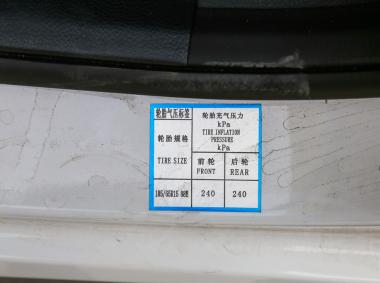 轮胎气压标签
轮胎规格
TIRE SIZE
轮胎充气压力
kPa
TIRE INFLATION
PRESSURE
kPa
前轮 后轮
FRONT REAR
185/65R15 88H 240 240